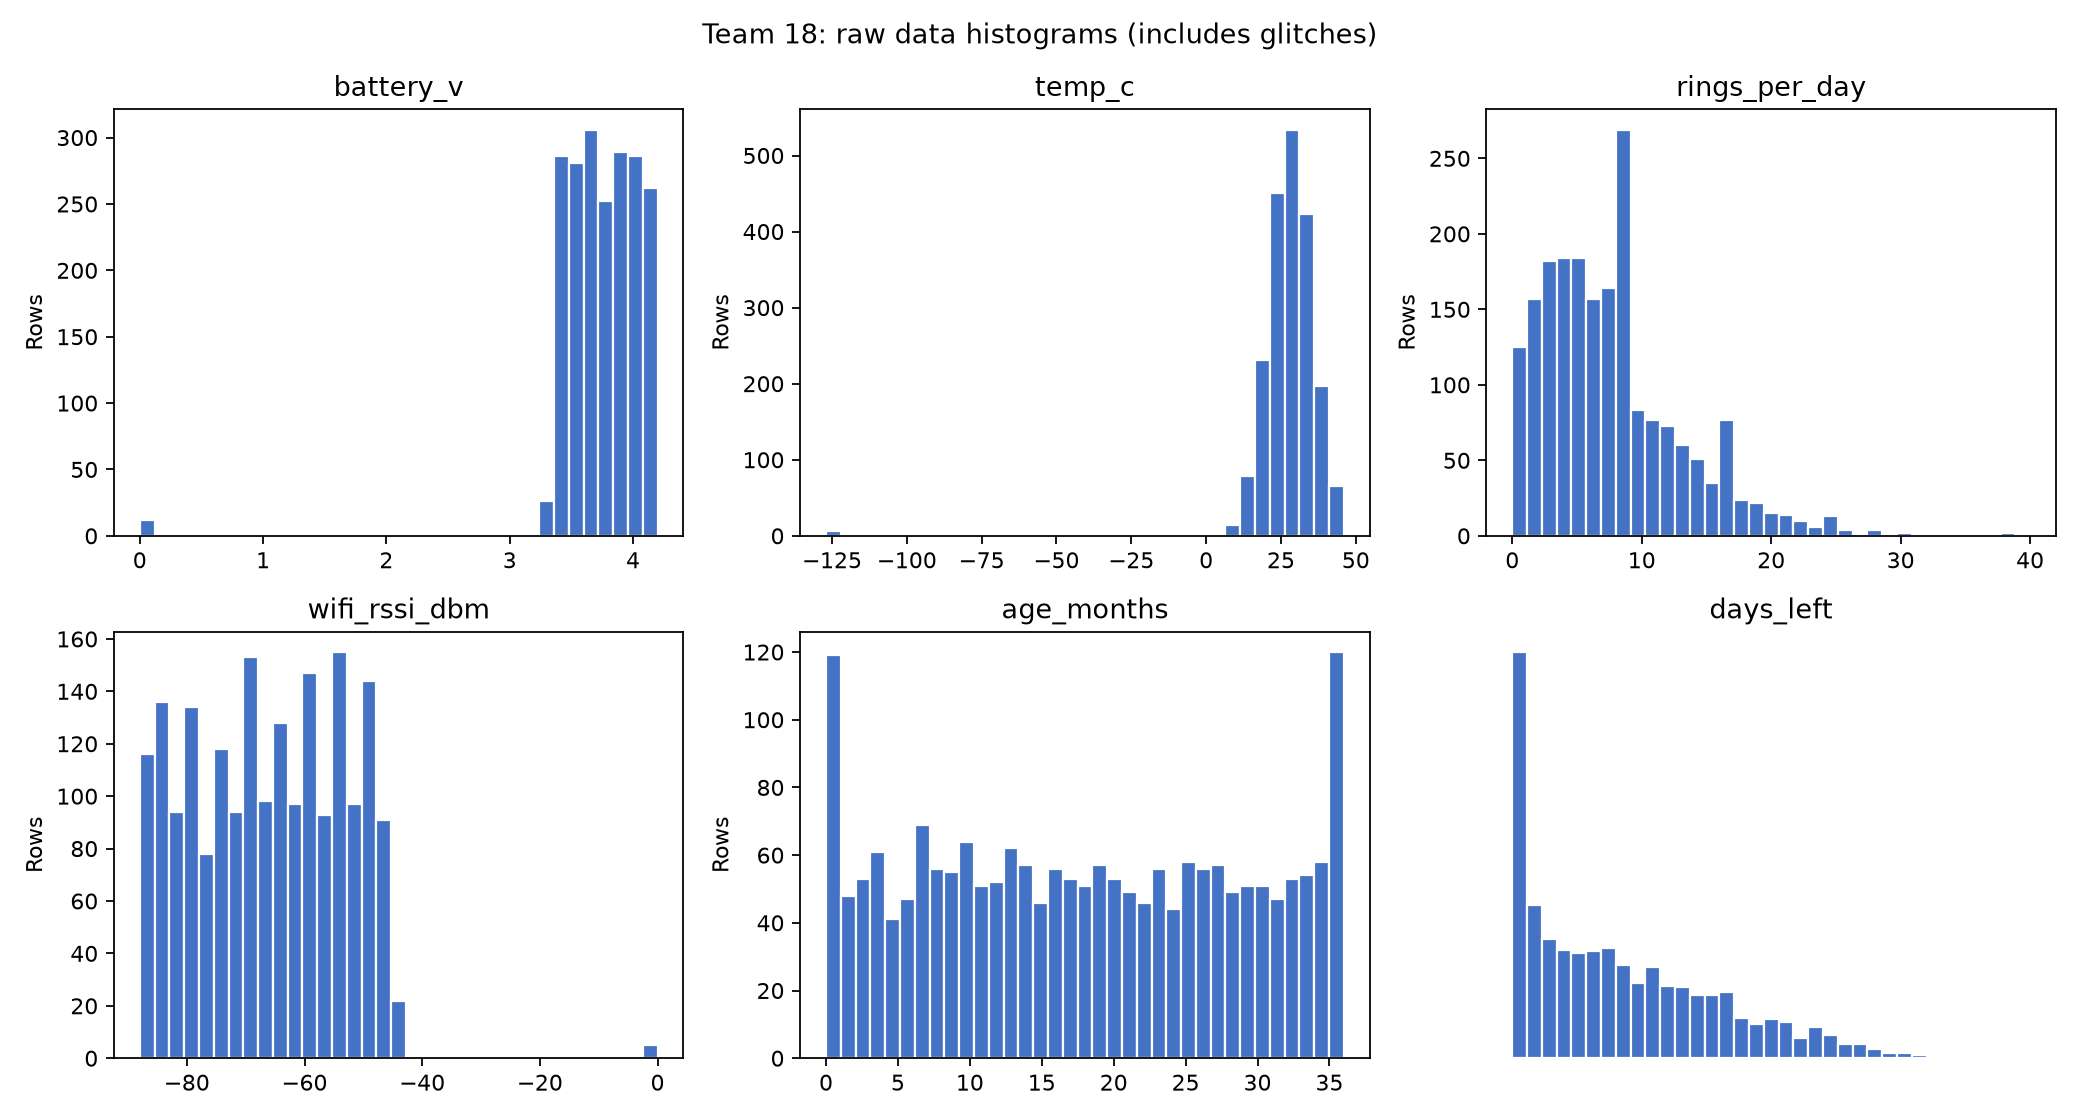 Team 18: raw data histograms (includes glitches)
battery_v
temp_c
rings_per_day
Rows
300
250
200
150
100
50
0
0 1 2 3 4
Rows
500
400
300
200
100
0
−125 −100 −75 −50 −25 0 25 50
Rows
250
200
150
100
50
0
0 10 20 30 40
wifi_rssi_dbm
age_months
days_left
Rows
160
140
120
100
80
60
40
20
0
−80 −60 −40 −20 0
Rows
120
100
80
60
40
20
0
0 5 10 15 20 25 30 35